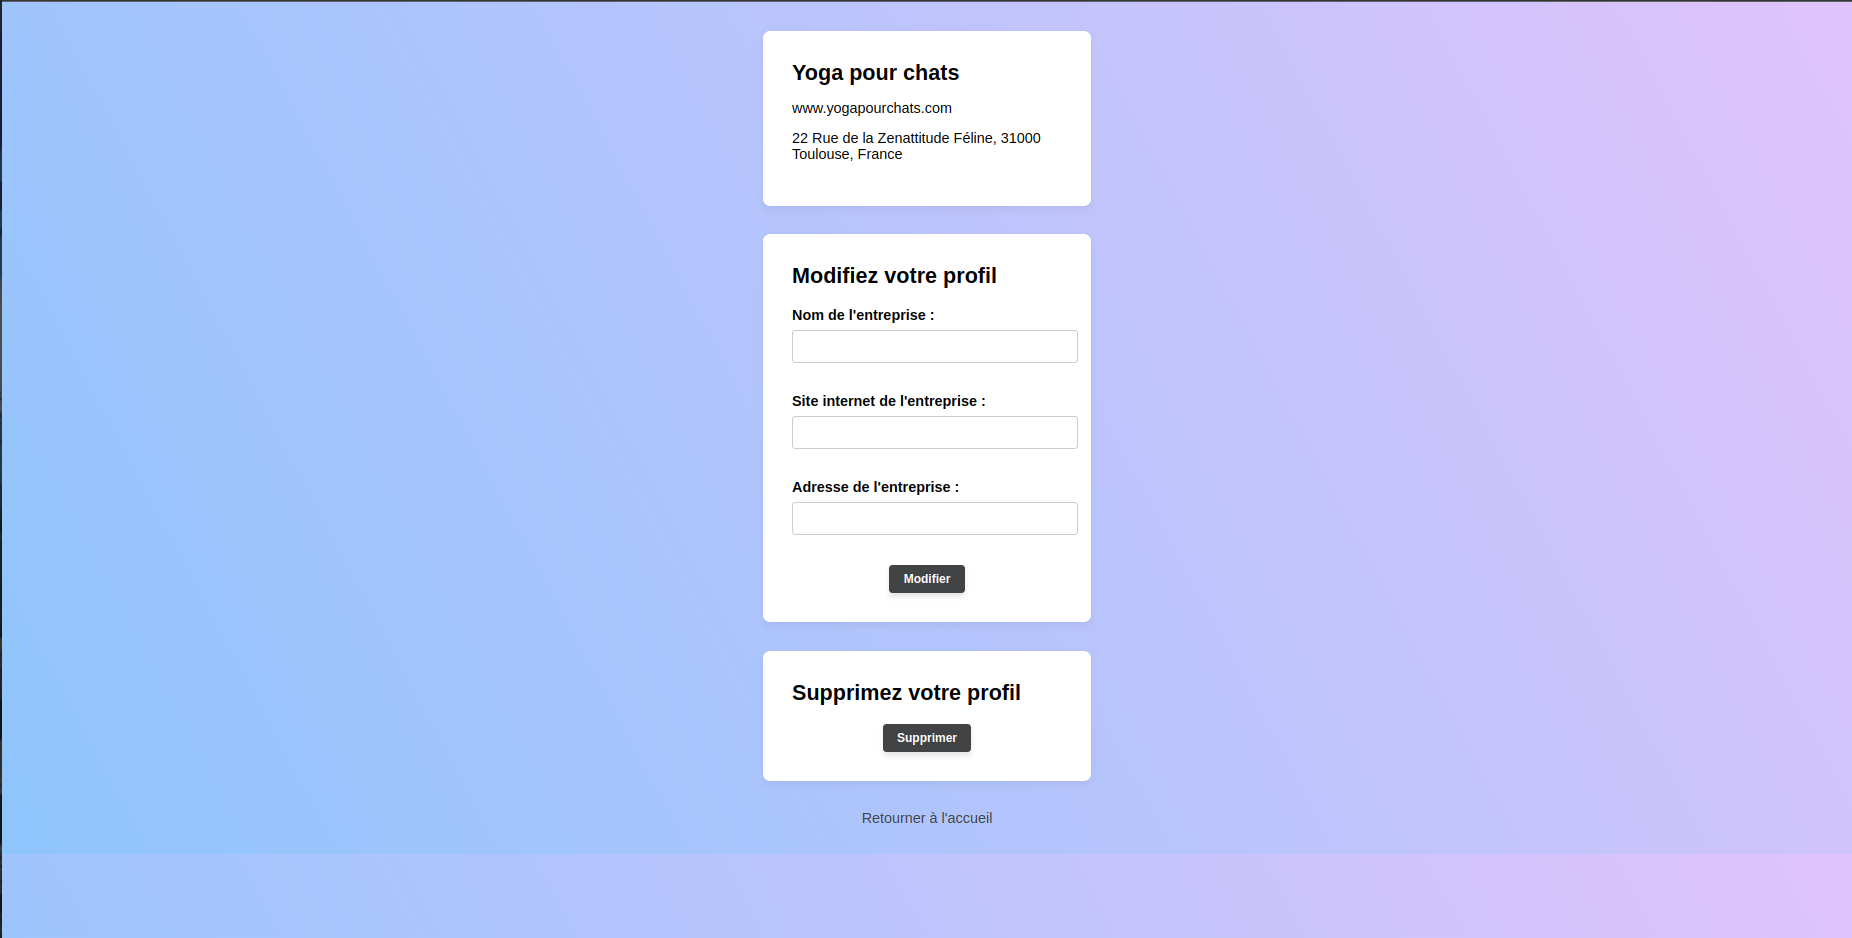 Yoga pour chats
www.yogapourchats.com
22 Rue de la Zenattitude Féline, 31000
Toulouse, France
Modifiez votre profil
Nom de l'entreprise :
Site internet de l'entreprise :
Adresse de l'entreprise :
Modifier
Supprimez votre profil
Supprimer
Retourner à l'accueil